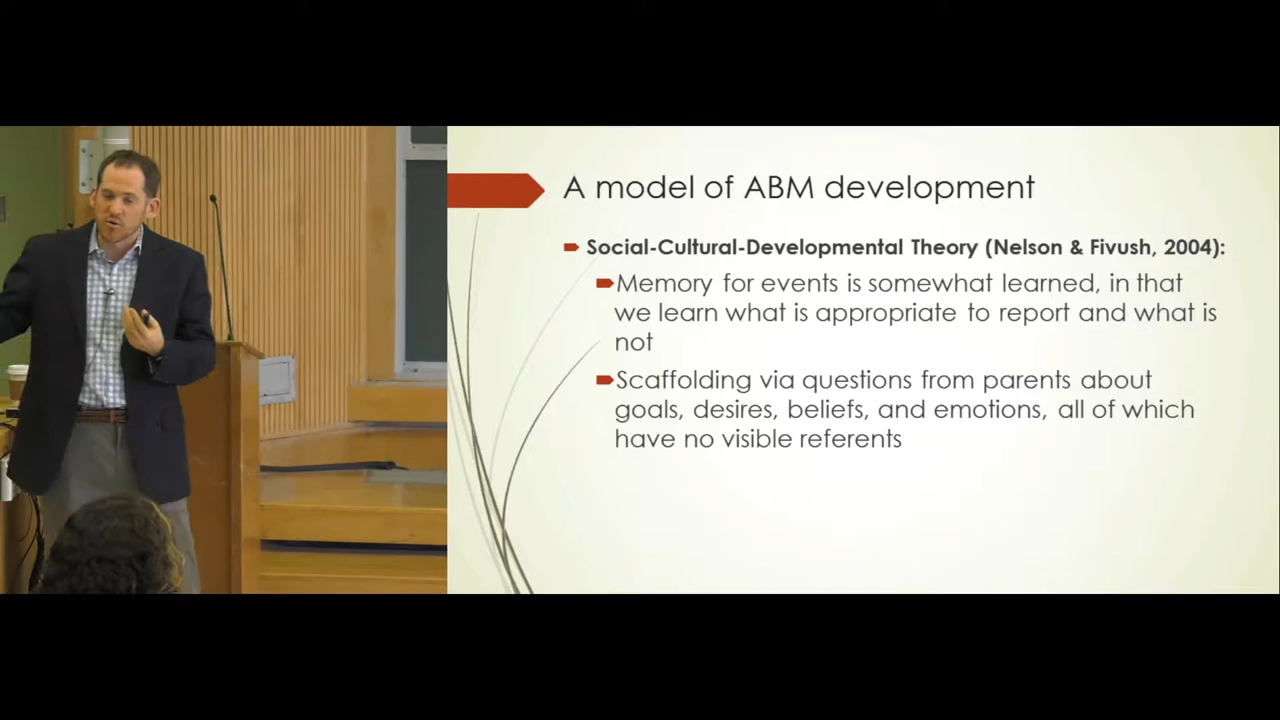 A model of ABM development
Social-Cultural-Developmental Theory (Nelson & Fivush, 2004):
Memory for events is somewhat learned, in that
we learn what is appropriate to report and what is
not
Scaffolding via questions from parents about
goals, desires, beliefs, and emotions, all of which
have no visible referents